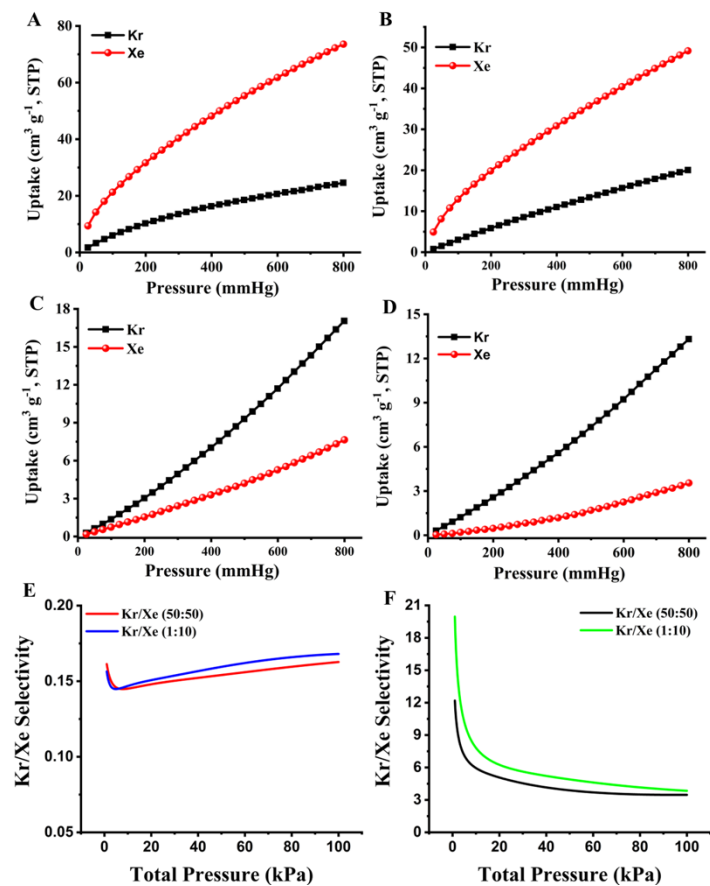 A
Kr
Xe
Uptake (cm³ g⁻¹, STP)
80
60
40
20
0
0 200 400 600 800
Pressure (mmHg)
B
Kr
Xe
Uptake (cm³ g⁻¹, STP)
50
40
30
20
10
0
0 200 400 600 800
Pressure (mmHg)
C
Kr
Xe
Uptake (cm³ g⁻¹, STP)
18
15
12
9
6
3
0
0 200 400 600 800
Pressure (mmHg)
D
Kr
Xe
Uptake (cm³ g⁻¹, STP)
15
12
9
6
3
0
0 200 400 600 800
Pressure (mmHg)
E
Kr/Xe (50:50)
Kr/Xe (1:10)
Kr/Xe Selectivity
0.20
0.15
0.10
0.05
0 20 40 60 80 100
Total Pressure (kPa)
F
Kr/Xe (50:50)
Kr/Xe (1:10)
Kr/Xe Selectivity
21
18
15
12
9
6
3
0 20 40 60 80 100
Total Pressure (kPa)